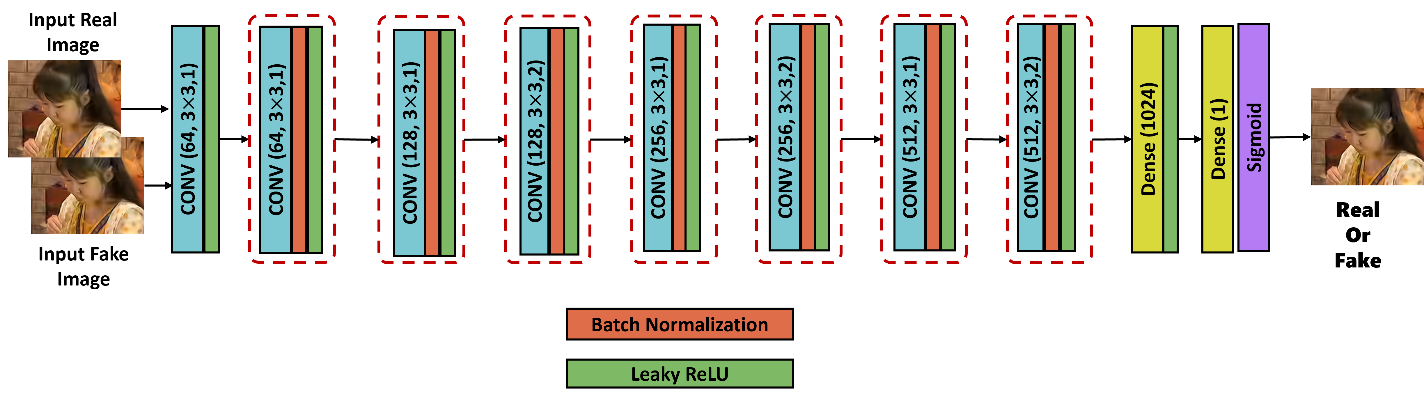 Input Real
Image
Input Fake
Image
CONV (64, 3×3,1)
CONV (64, 3×3,1)
CONV (128, 3×3,1)
CONV (128, 3×3,2)
CONV (256, 3×3,1)
CONV (256, 3×3,2)
CONV (512, 3×3,1)
CONV (512, 3×3,2)
Dense (1024)
Dense (1)
Sigmoid
Real
Or
Fake
Batch Normalization
Leaky ReLU